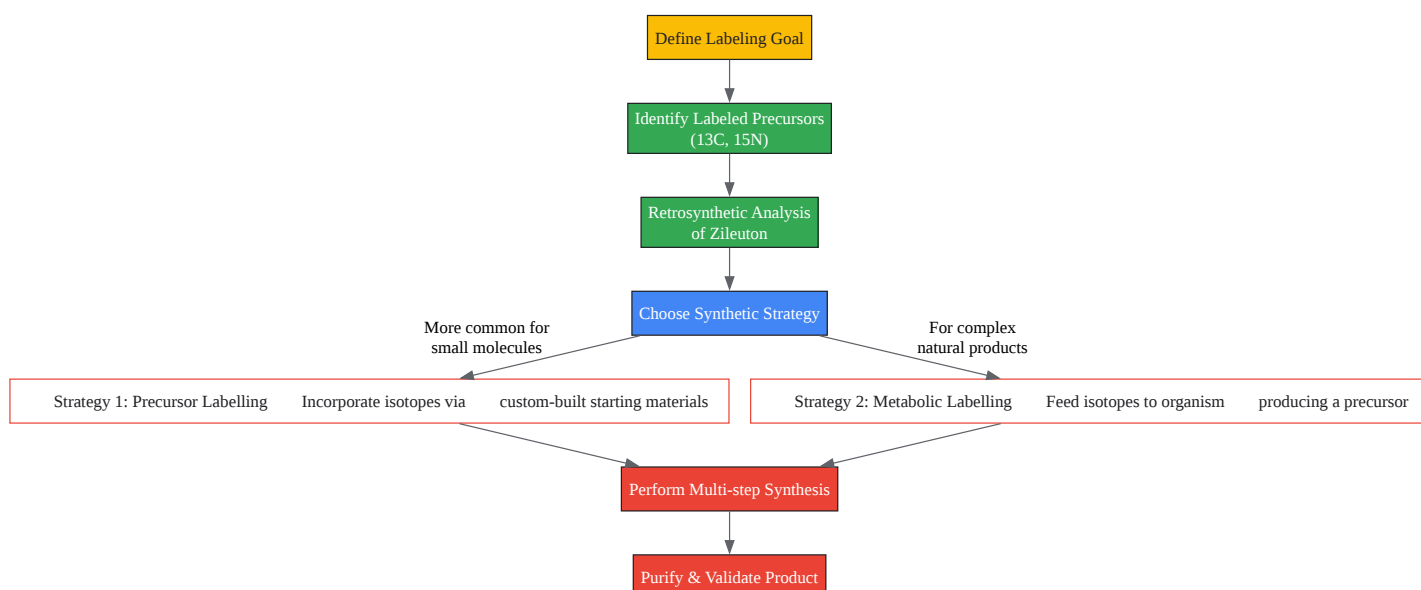 Define Labeling Goal
Identify Labeled Precursors
(13C, 15N)
Retrosynthetic Analysis
of Zileuton
Choose Synthetic Strategy
More common for
small molecules
For complex
natural products
Strategy 1: Precursor Labelling Incorporate isotopes via custom-built starting materials
Strategy 2: Metabolic Labelling Feed isotopes to organism producing a precursor
Perform Multi-step Synthesis
Purify & Validate Product